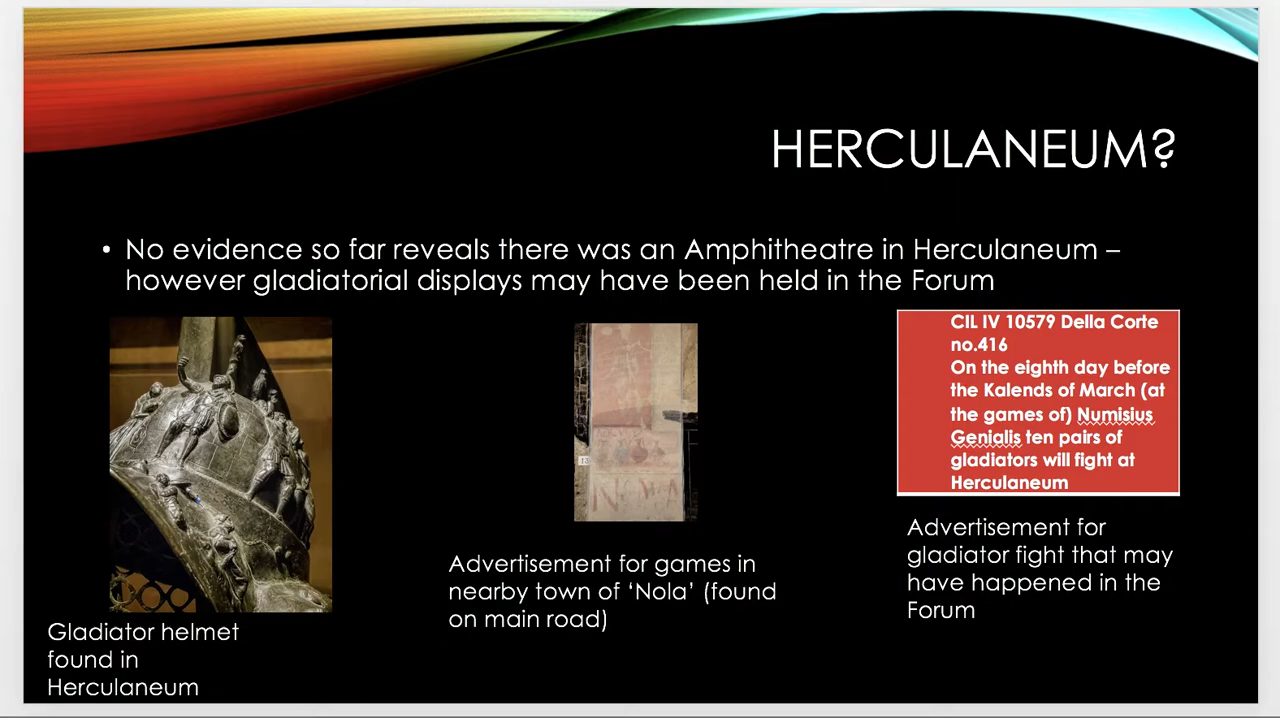 HERCULANEUM?
• No evidence so far reveals there was an Amphitheatre in Herculaneum –
however gladiatorial displays may have been held in the Forum
CIL IV 10579 Della Corte
no.416
On the eighth day before
the Kalends of March (at
the games of) Numisius
Genialis ten pairs of
gladiators will fight at
Herculaneum
Advertisement for games in
nearby town of ‘Nola’ (found
on main road)
Advertisement for
gladiator fight that may
have happened in the
Forum
Gladiator helmet
found in
Herculaneum